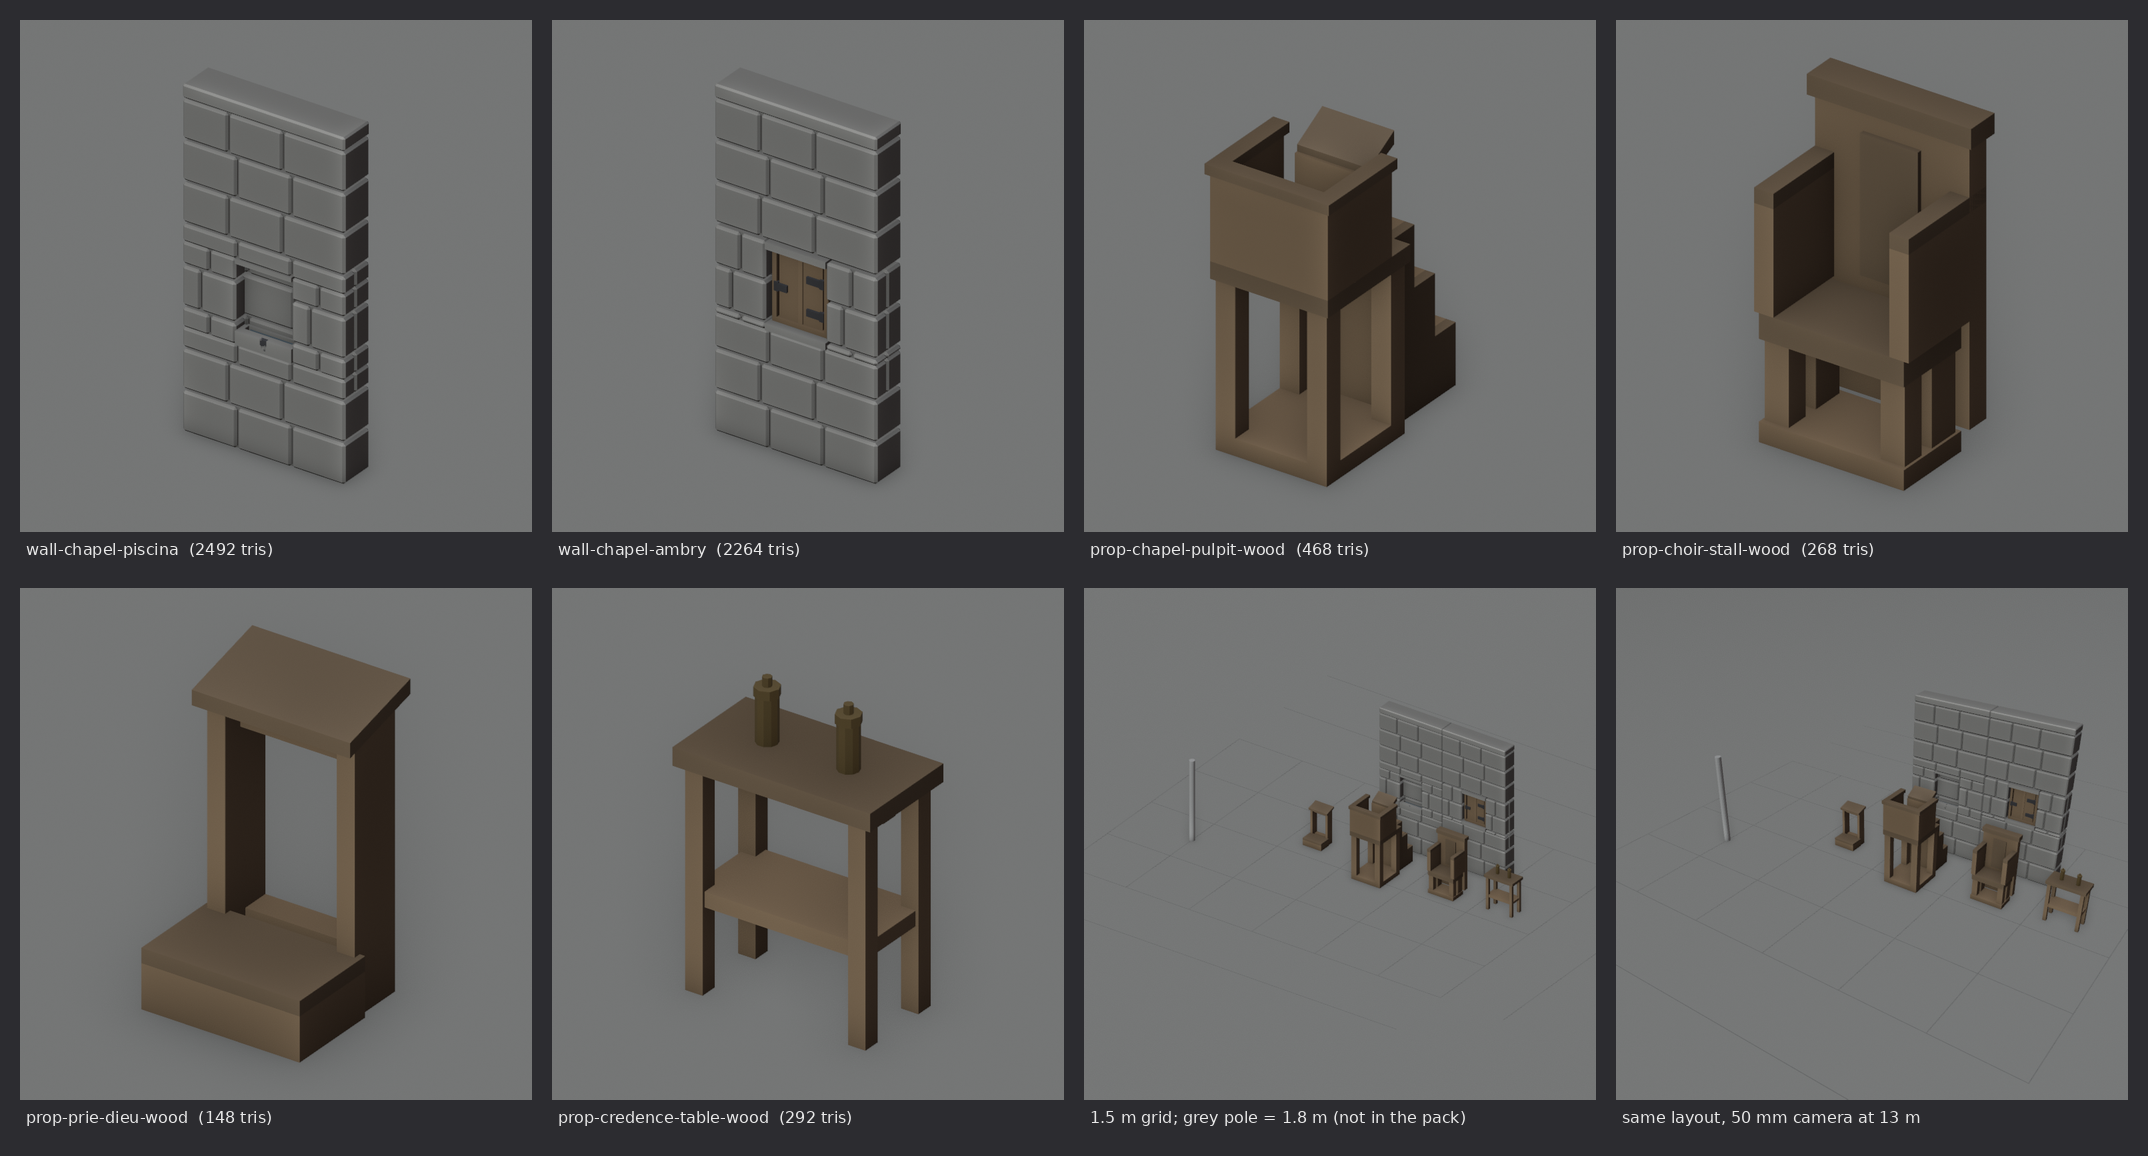 wall-chapel-piscina (2492 tris)
wall-chapel-ambry (2264 tris)
prop-chapel-pulpit-wood (468 tris)
prop-choir-stall-wood (268 tris)
prop-prie-dieu-wood (148 tris)
prop-credence-table-wood (292 tris)
1.5 m grid; grey pole = 1.8 m (not in the pack)
same layout, 50 mm camera at 13 m